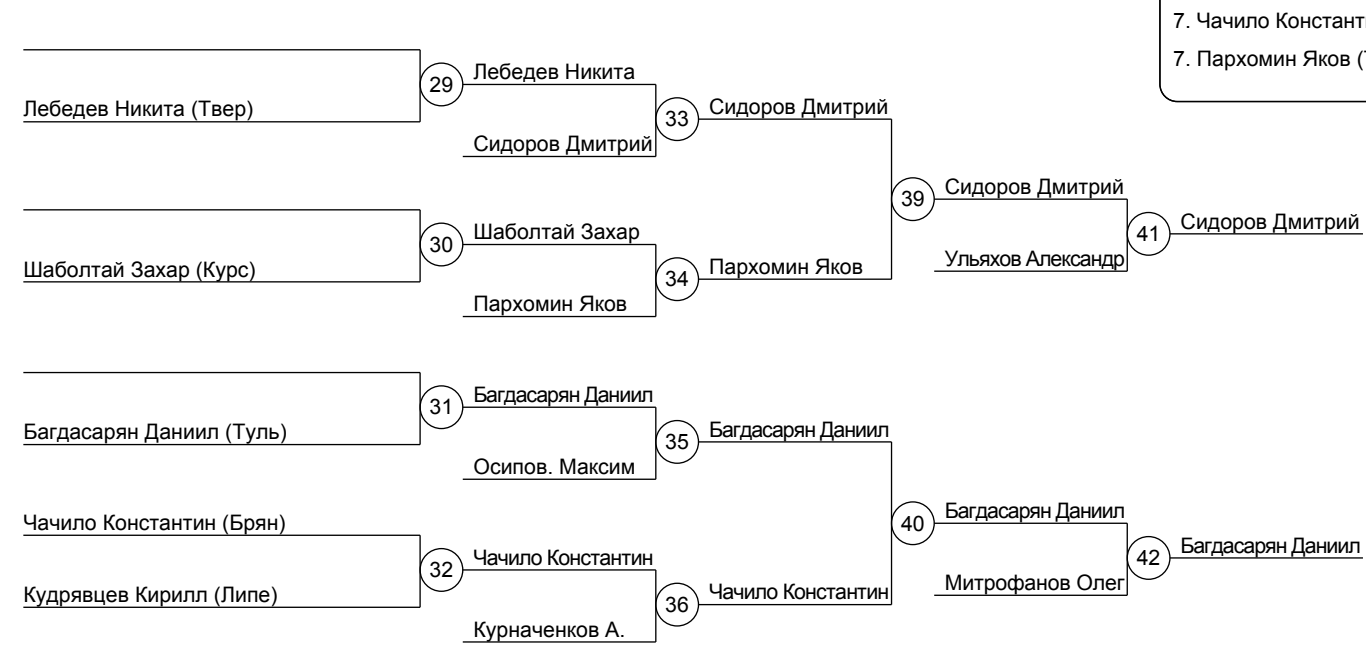 7. Чачило Констант
7. Пархомин Яков (
29 Лебедев Никита
Лебедев Никита (Твер)
33 Сидоров Дмитрий
Сидоров Дмитрий
39 Сидоров Дмитрий
41 Сидоров Дмитрий
30 Шаболтай Захар
Ульяхов Александр
Шаболтай Захар (Курс)
34 Пархомин Яков
Пархомин Яков
31 Багдасарян Даниил
Багдасарян Даниил (Туль)
35 Багдасарян Даниил
Осипов. Максим
40 Багдасарян Даниил
Чачило Константин (Брян)
42 Багдасарян Даниил
32 Чачило Константин
Митрофанов Олег
Кудрявцев Кирилл (Липе)
36 Чачило Константин
Курначенков А.